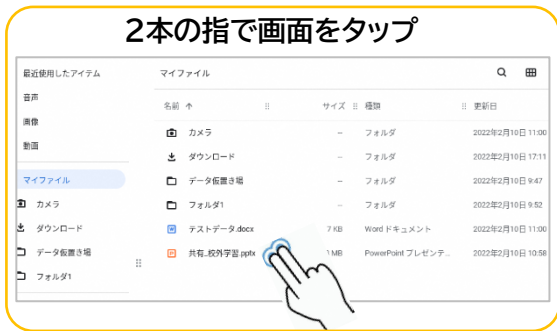 2本の指で画面をタップ
最近使用したアイテム
音声
画像
動画
マイファイル
カメラ
ダウンロード
データ仮置き場
フォルダ1
マイファイル
名前 サイズ 種類 更新日
カメラ – フォルダ 2022年2月10日 11:00
ダウンロード – フォルダ 2022年2月10日 17:11
データ仮置き場 – フォルダ 2022年2月10日 9:47
フォルダ1 – フォルダ 2022年2月10日 9:52
テストデータ.docx 7 KB Word ドキュメント 2022年2月10日 11:00
共有_校外学習.pptx MB PowerPoint プレゼンテ... 2022年2月10日 10:58